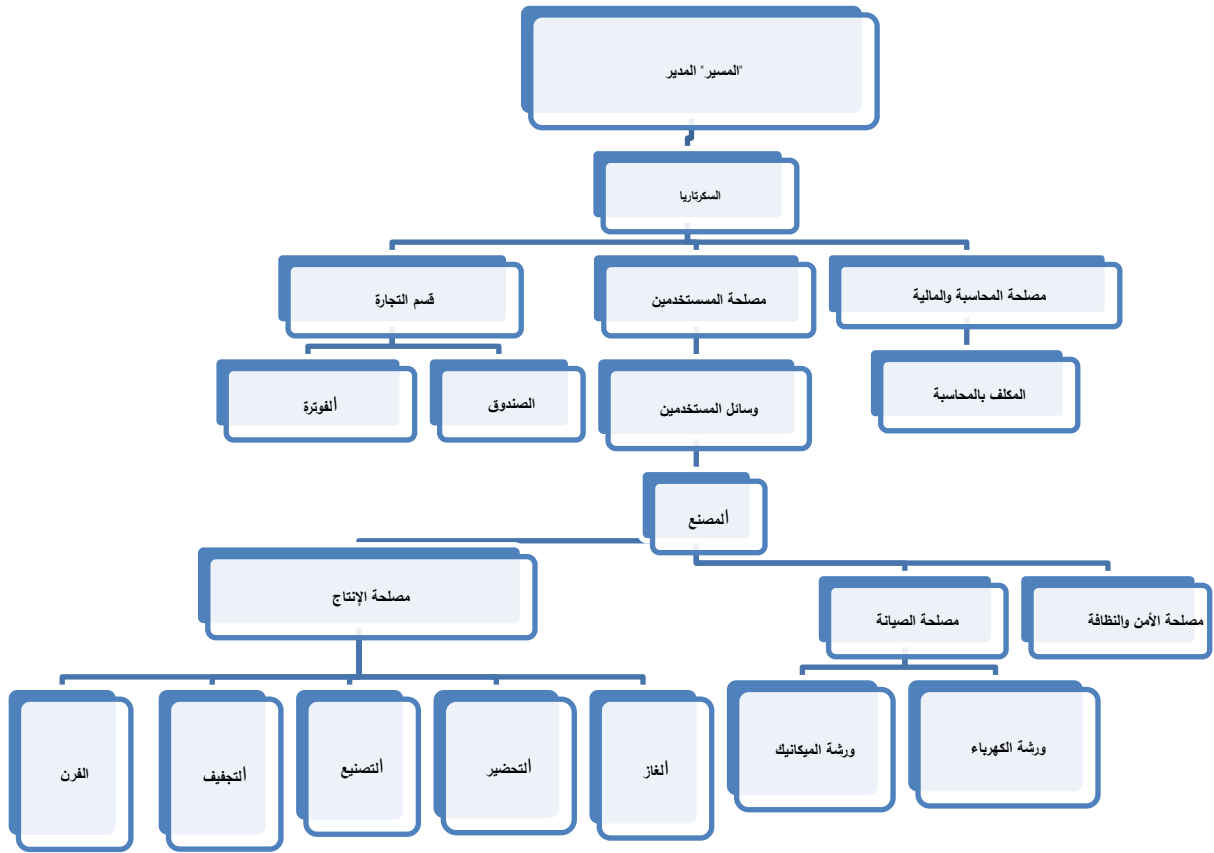 "المسير" المدير
السكرتاريا
مصلحة المحاسبة والمالية
مصلحة المسستخدمين
قسم التجارة
المكلف بالمحاسبة
وسائل المستخدمين
الصندوق
ألفوترة
ألمصنع
مصلحة الأمن والنظافة
مصلحة الصيانة
مصلحة الإنتاج
ورشة الكهرباء
ورشة الميكانيك
ألغاز
ألتحضير
ألتصنيع
ألتجفيف
الفرن